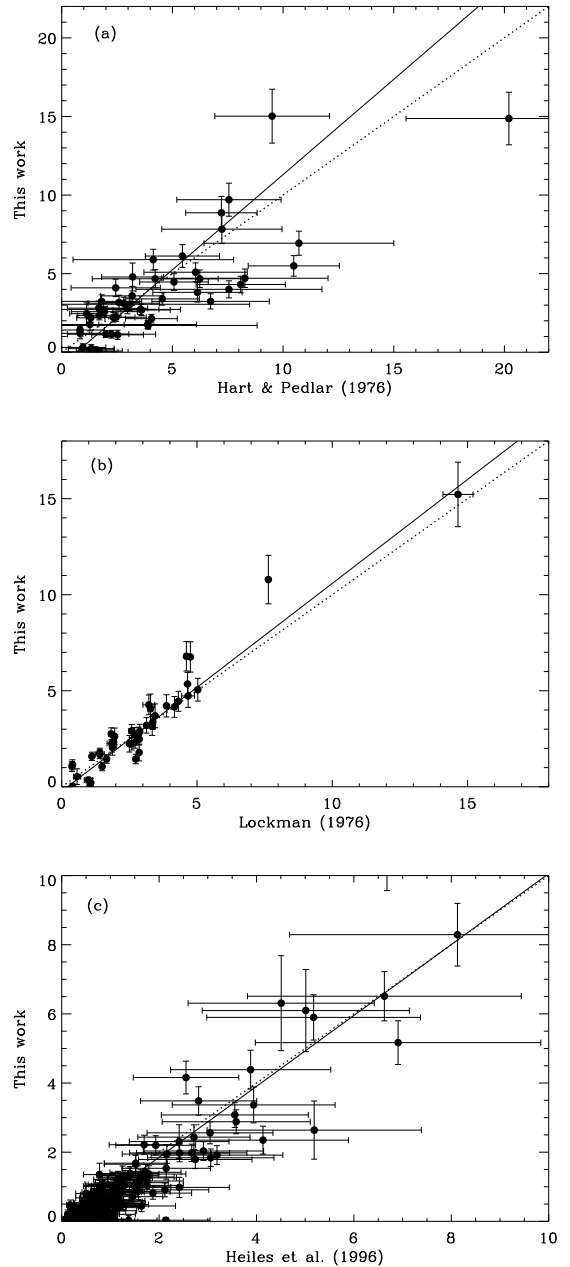 (a)
20
15
10
5
0
This work
0 5 10 15 20
Hart & Pedlar (1976)
(b)
15
10
5
0
This work
0 5 10 15
Lockman (1976)
(c)
10
8
6
4
2
0
This work
0 2 4 6 8 10
Heiles et al. (1996)